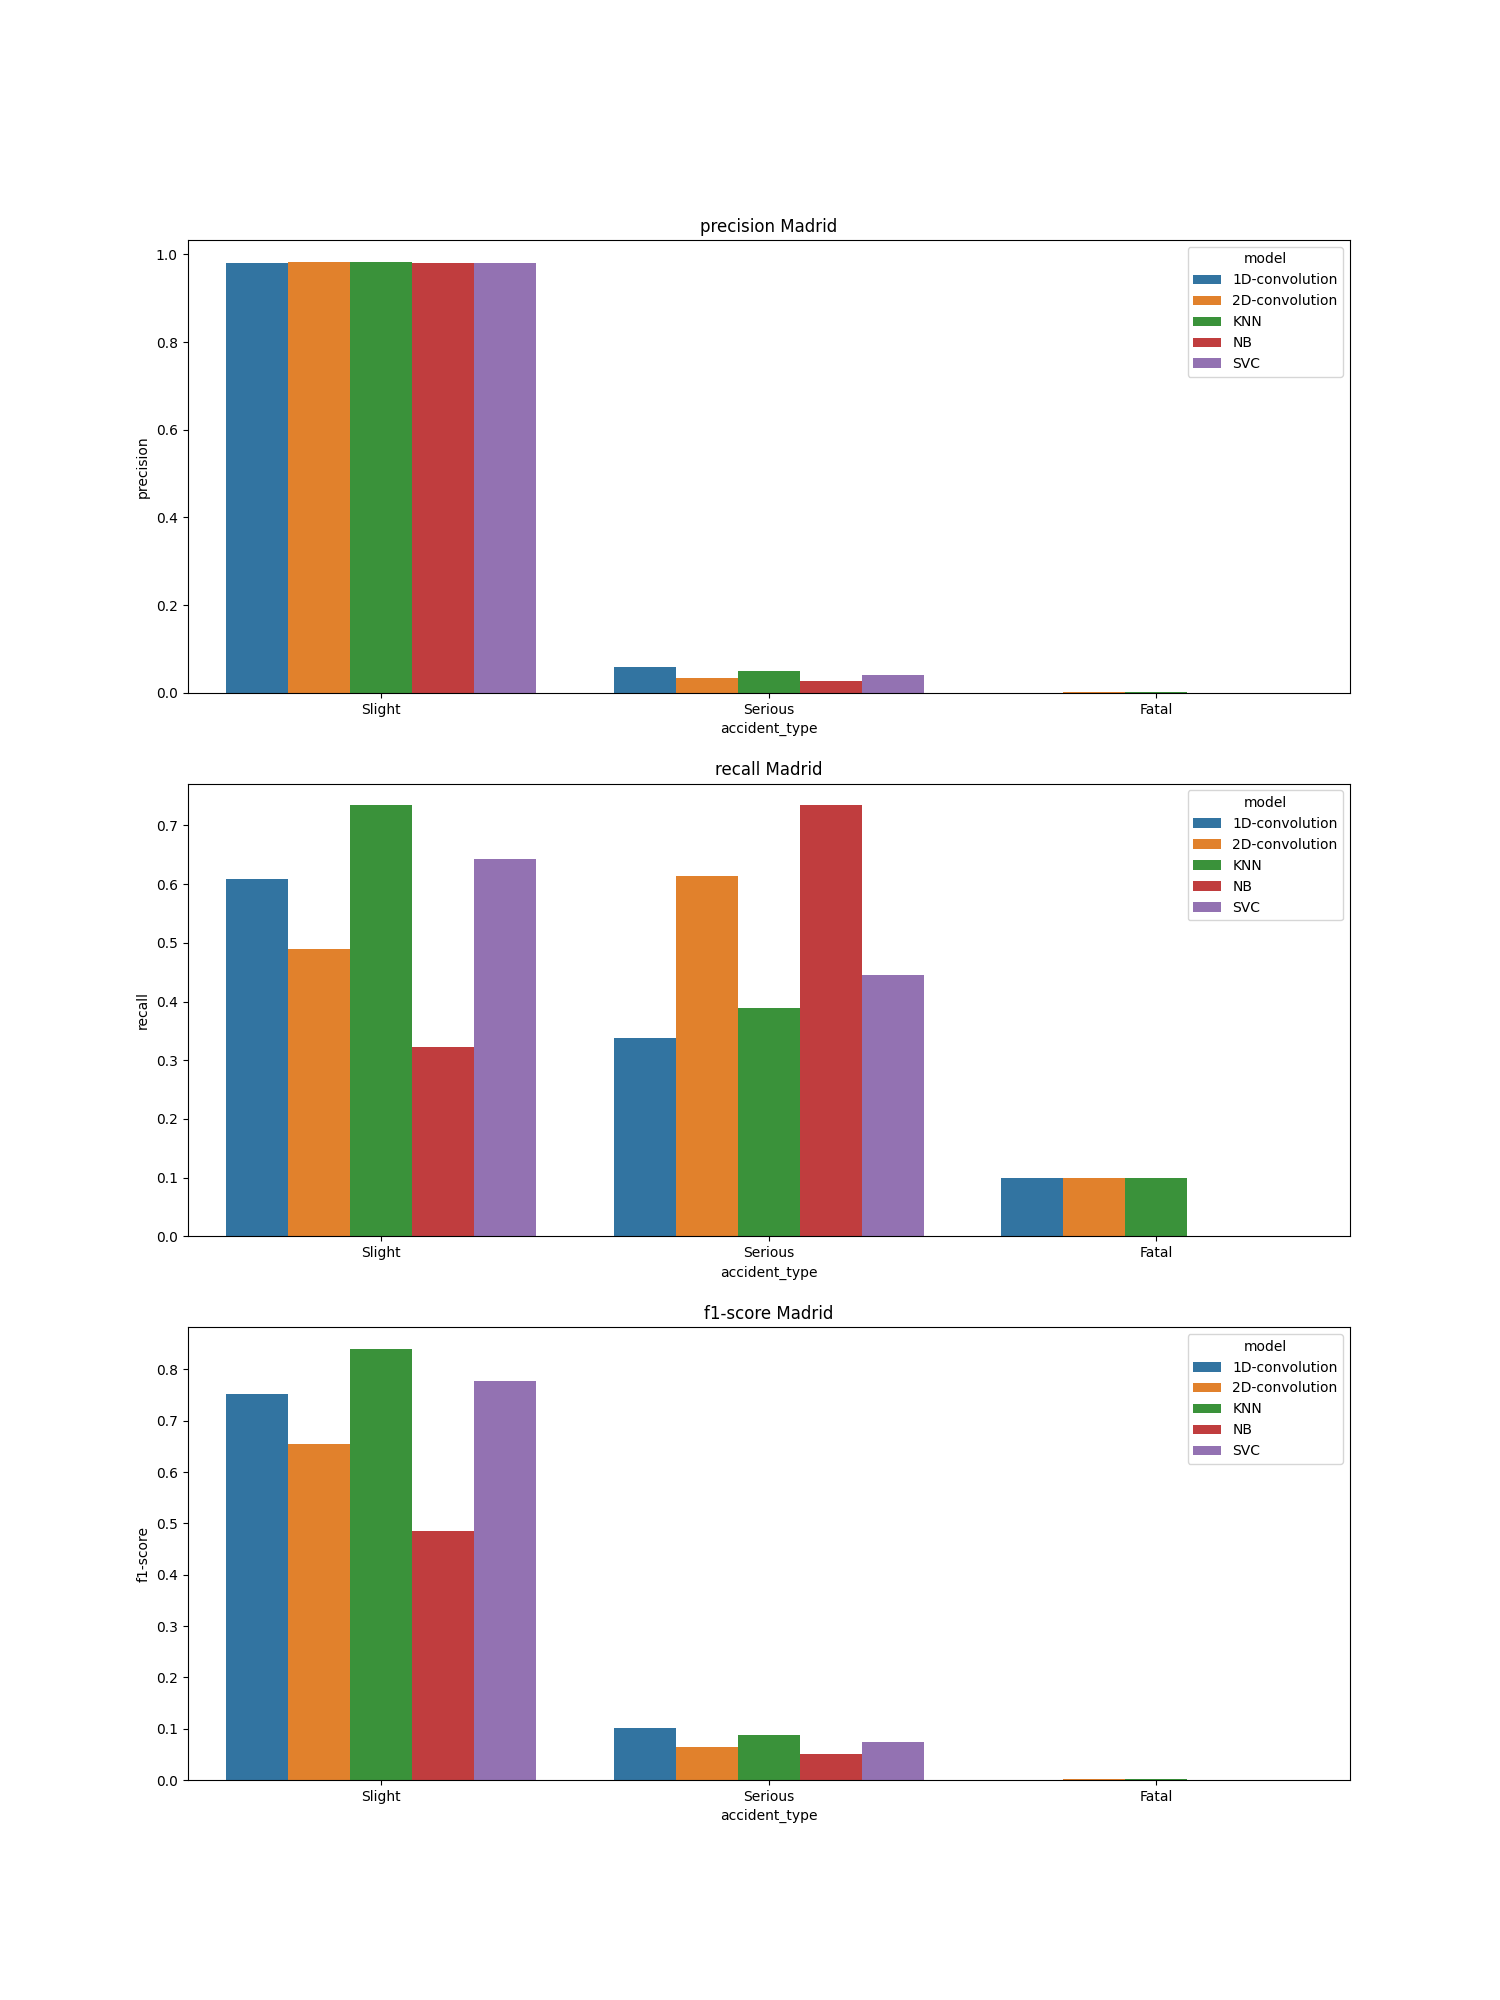 precision Madrid
1.0
0.8
0.6
0.4
0.2
0.0
precision
model
1D-convolution
2D-convolution
KNN
NB
SVC
Slight Serious Fatal
accident_type
recall Madrid
0.7
0.6
0.5
0.4
0.3
0.2
0.1
0.0
recall
model
1D-convolution
2D-convolution
KNN
NB
SVC
Slight Serious Fatal
accident_type
f1-score Madrid
0.8
0.7
0.6
0.5
0.4
0.3
0.2
0.1
0.0
f1-score
model
1D-convolution
2D-convolution
KNN
NB
SVC
Slight Serious Fatal
accident_type